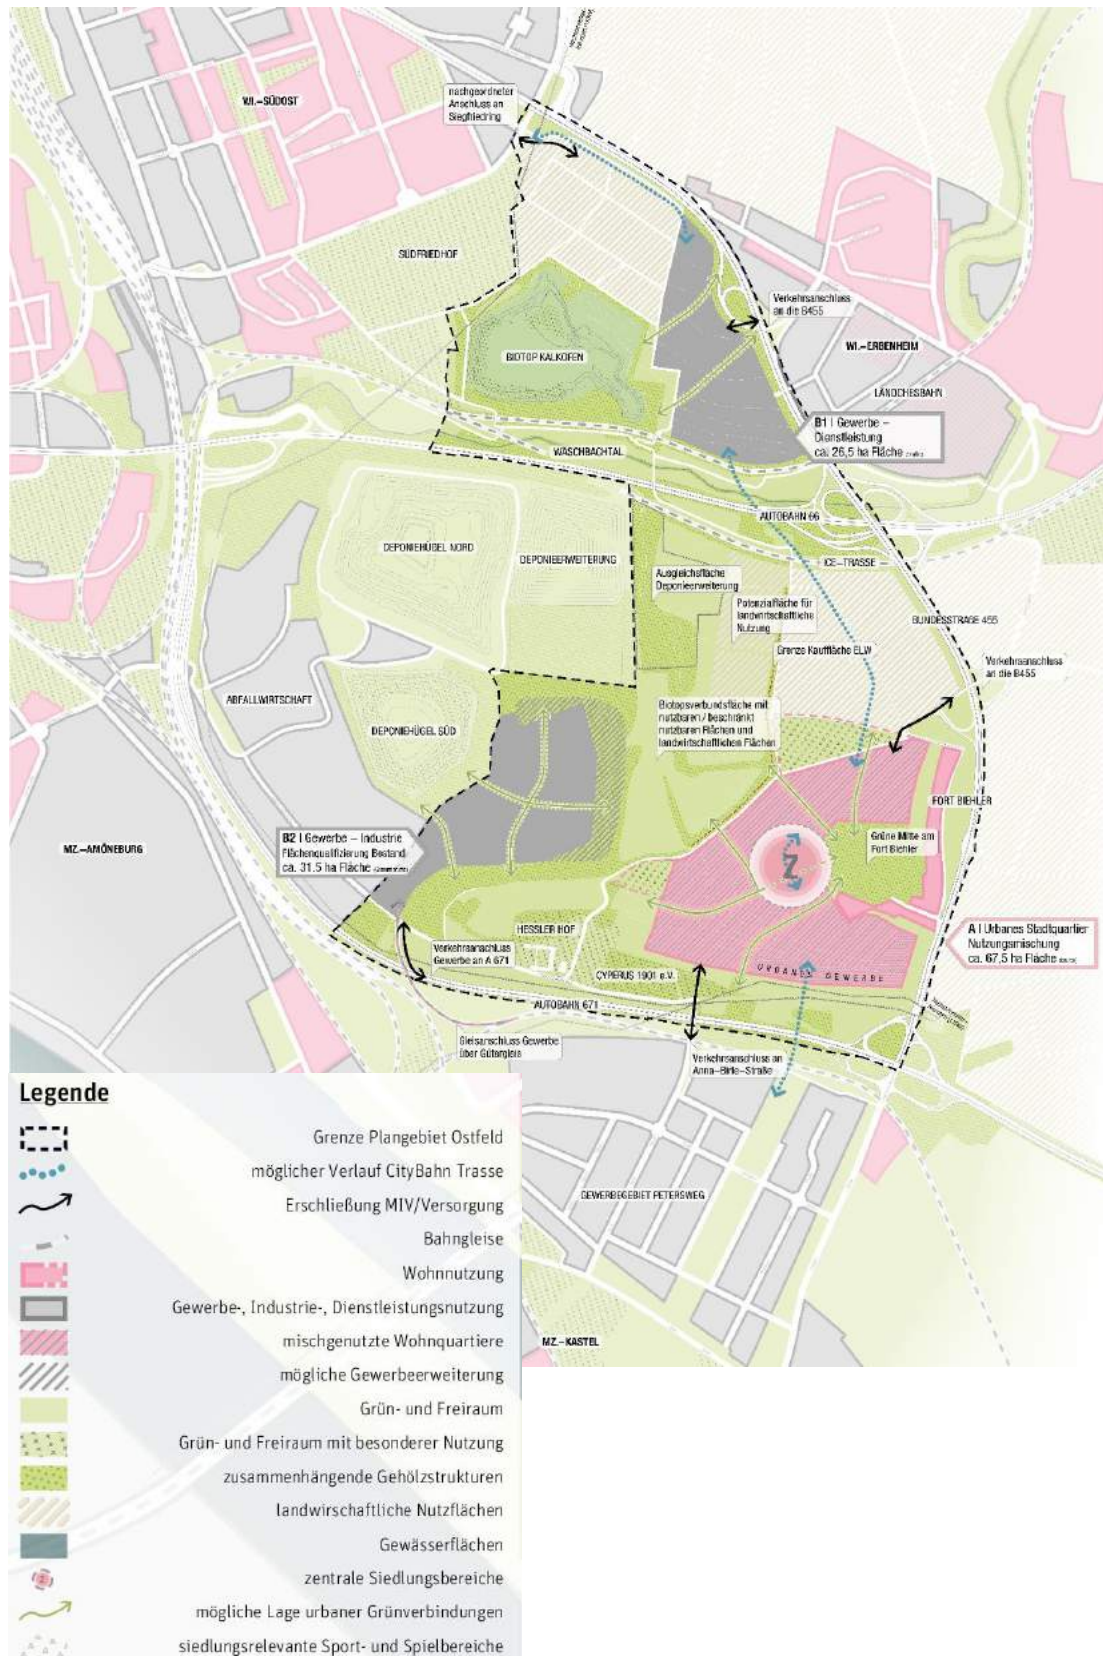 WI.-SÜDOST
nachgeordneter
Anschluss an
Siegfriedring
SÜDFRIEDHOF
Verkehrsanschluss
an die B455
BIOTOP KALKOFEN
WI.-ERBENHEIM
LÄNDCHESBAHN
B1 | Gewerbe –
Dienstleistung
ca. 26,5 ha Fläche
WÄSCHBACHTAL
AUTOBAHN 66
DEPONIEHÜGEL NORD
DEPONIEERWEITERUNG
ICE-TRASSE
Ausgleichsfläche
Deponieerweiterung
Potenzialfläche für
landwirtschaftliche
Nutzung
BUNDESSTRASSE 455
Grenze Kauffläche ELW
Verkehrsanschluss
an die B455
ABFALLWIRTSCHAFT
DEPONIEHÜGEL SÜD
Biotopsverbundsfläche mit
nutzbaren / beschränkt
nutzbaren Flächen und
landwirtschaftlichen Flächen
FORT BIEHLER
MZ.-AMÖNEBURG
B2 | Gewerbe – Industrie
Flächenqualifizierung Bestand
ca. 31.5 ha Fläche
Grüne Mitte am
Fort Biehler
Z
HESSLER HOF
A | Urbanes Stadtquartier
Nutzungsmischung
ca. 67,5 ha Fläche
Verkehrsanschluss
Gewerbe an A 671
CYPERUS 1901 e.V.
URBANES GEWERBE
AUTOBAHN 671
Gleisanschluss Gewerbe
über Gütergleis
Verkehrsanschluss an
Anna-Birle-Straße
GEWERBEGEBIET PETERSWEG
MZ.-KASTEL
Legende
Grenze Plangebiet Ostfeld
möglicher Verlauf CityBahn Trasse
Erschließung MIV/Versorgung
Bahngleise
Wohnnutzung
Gewerbe-, Industrie-, Dienstleistungsnutzung
mischgenutzte Wohnquartiere
mögliche Gewerbeerweiterung
Grün- und Freiraum
Grün- und Freiraum mit besonderer Nutzung
zusammenhängende Gehölzstrukturen
landwirschaftliche Nutzflächen
Gewässerflächen
zentrale Siedlungsbereiche
mögliche Lage urbaner Grünverbindungen
siedlungsrelevante Sport- und Spielbereiche